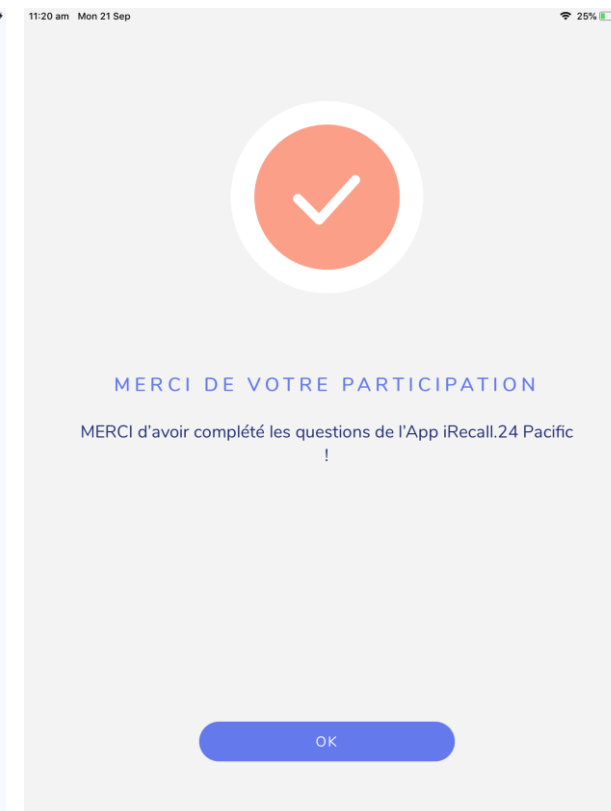 11:20 am Mon 21 Sep 25%
MERCI DE VOTRE PARTICIPATION
MERCI d'avoir complété les questions de l'App iRecall.24 Pacific
!
OK